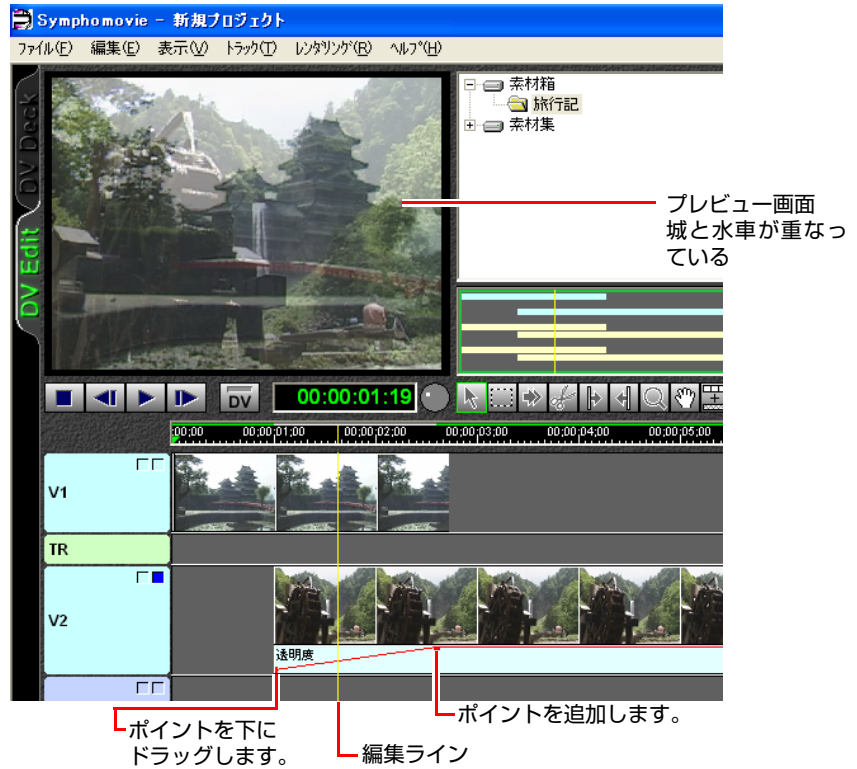 Symphomovie - 新規プロジェクト
ファイル(F) 編集(E) 表示(V) トラック(T) レンダリング(R) ヘルプ(H)
DV Deck
DV Edit
素材箱
旅行記
素材集
プレビュー画面
城と水車が重なっ
ている
DV
00:00:01:19
:00;00 00;00;01;00 00;00;02;00 00;00;03;00 00;00;04;00 00;00;05;00
V1
TR
V2
透明度
ポイントを下に
ドラッグします。
編集ライン
ポイントを追加します。